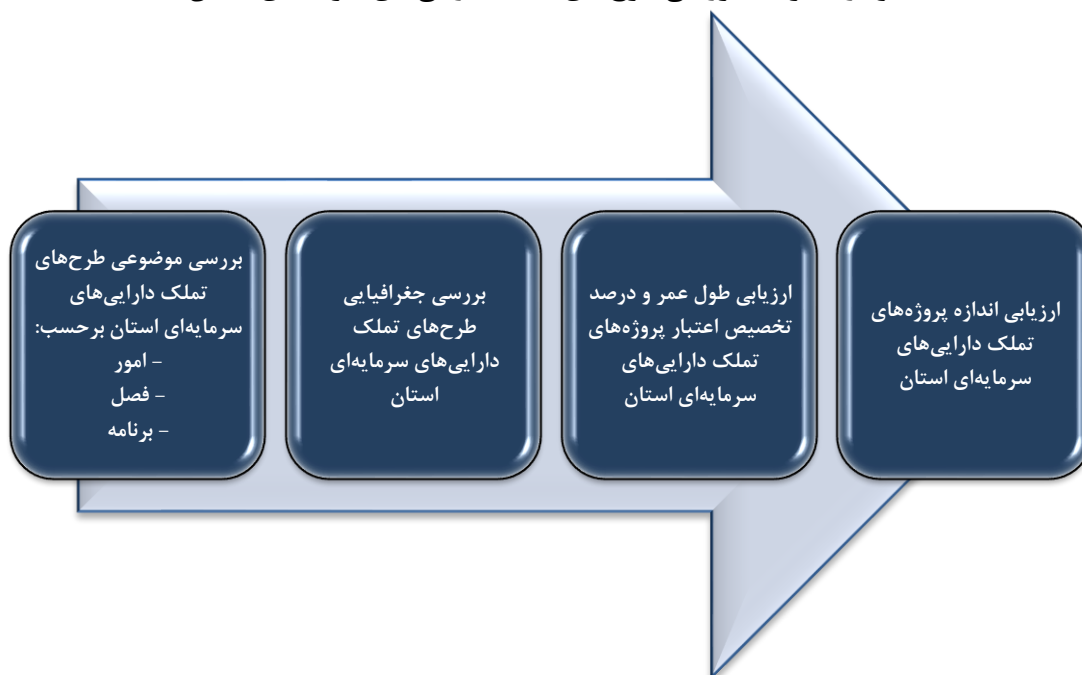 بررسی موضوعی طرح‌های
تملک دارایی‌های
سرمایه‌ای استان برحسب:
- امور
- فصل
- برنامه
بررسی جغرافیایی
طرح‌های تملک
دارایی‌های سرمایه‌ای
استان
ارزیابی طول عمر و درصد
تخصیص اعتبار پروژه‌های
تملک دارایی‌های
سرمایه‌ای استان
ارزیابی اندازه پروژه‌های
تملک دارایی‌های
سرمایه‌ای استان